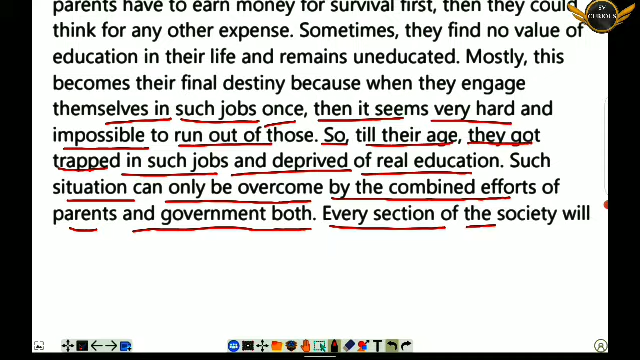 parents have to earn money for survival first, then they could
think for any other expense. Sometimes, they find no value of
education in their life and remains uneducated. Mostly, this
becomes their final destiny because when they engage
themselves in such jobs once, then it seems very hard and
impossible to run out of those. So, till their age, they got
trapped in such jobs and deprived of real education. Such
situation can only be overcome by the combined efforts of
parents and government both. Every section of the society will
BY
CURIOUS